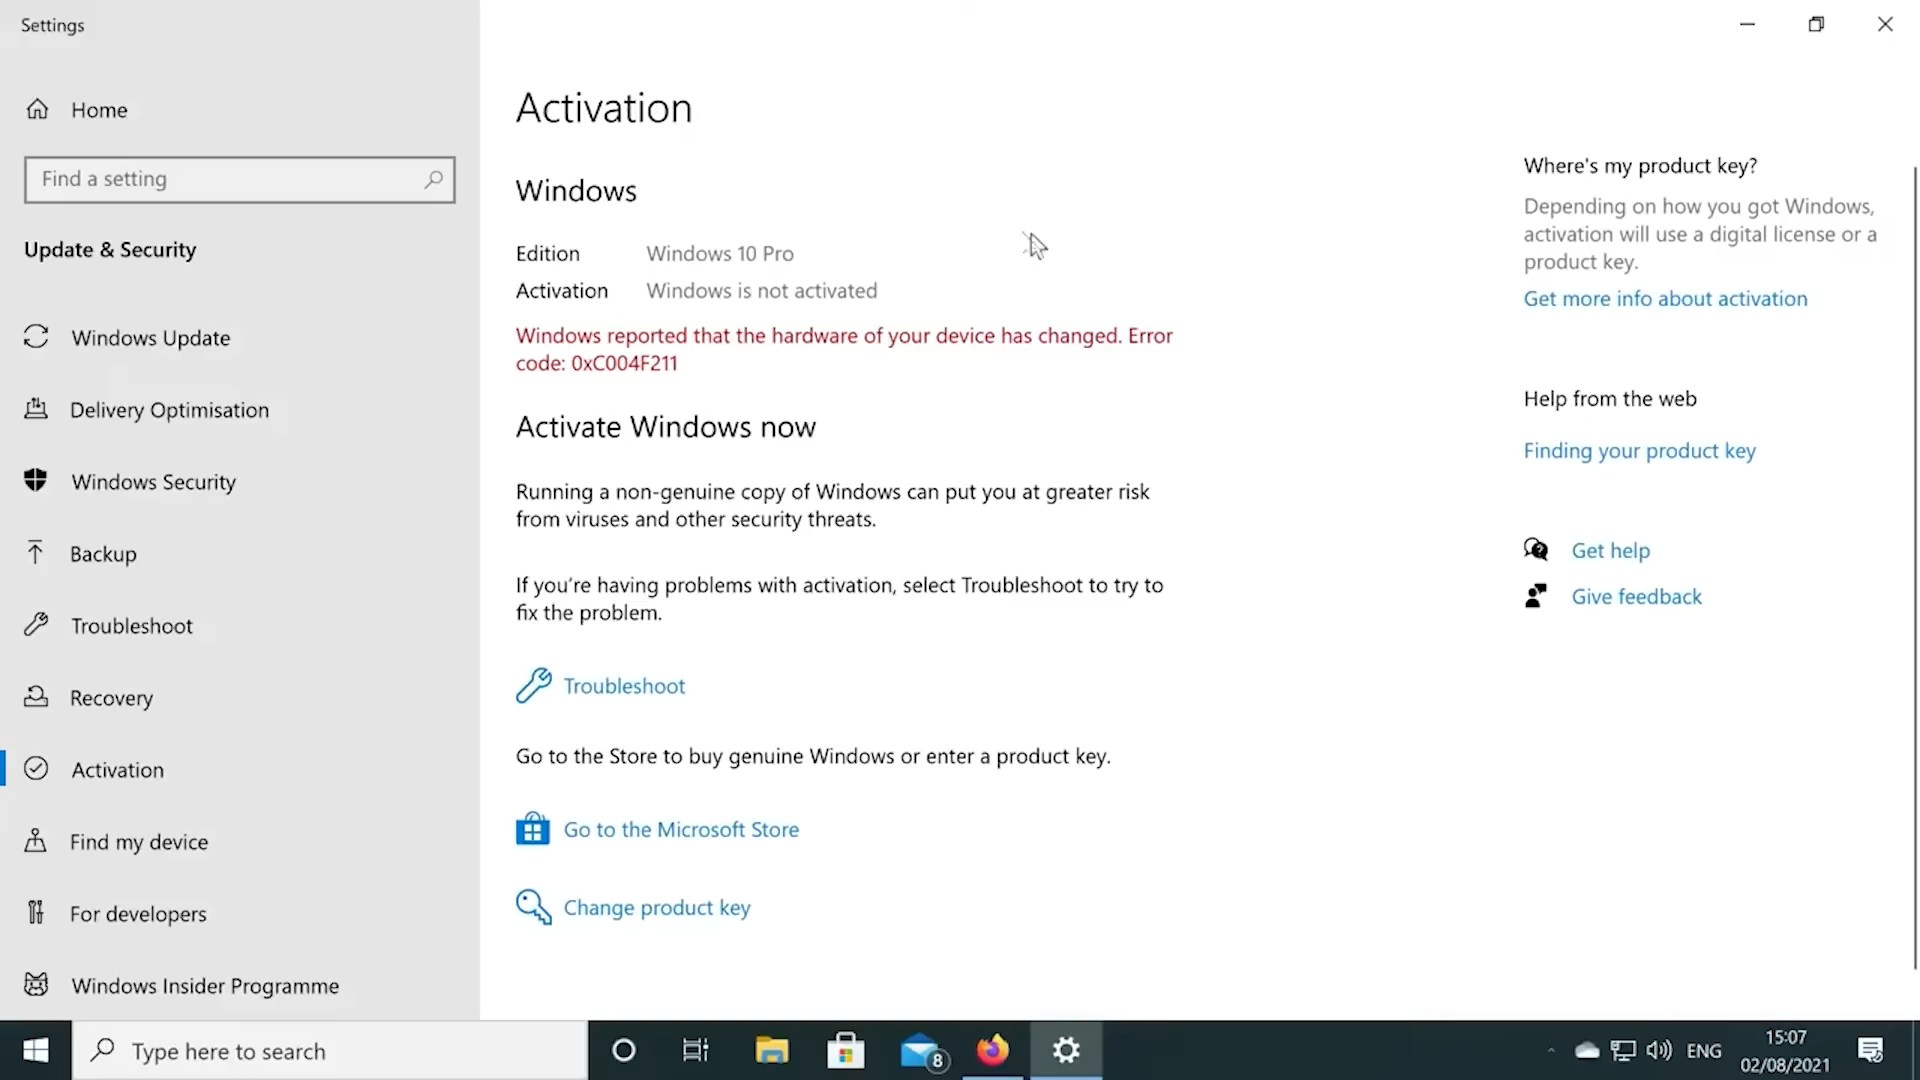 Settings
Home
Find a setting
Update & Security
Windows Update
Delivery Optimisation
Windows Security
Backup
Troubleshoot
Recovery
Activation
Find my device
For developers
Windows Insider Programme
Activation
Windows
Edition Windows 10 Pro
Activation Windows is not activated
Windows reported that the hardware of your device has changed. Error
code: 0xC004F211
Activate Windows now
Running a non-genuine copy of Windows can put you at greater risk
from viruses and other security threats.
If you're having problems with activation, select Troubleshoot to try to
fix the problem.
Troubleshoot
Go to the Store to buy genuine Windows or enter a product key.
Go to the Microsoft Store
Change product key
Where's my product key?
Depending on how you got Windows,
activation will use a digital license or a
product key.
Get more info about activation
Help from the web
Finding your product key
Get help
Give feedback
Type here to search
8
ENG
15:07
02/08/2021